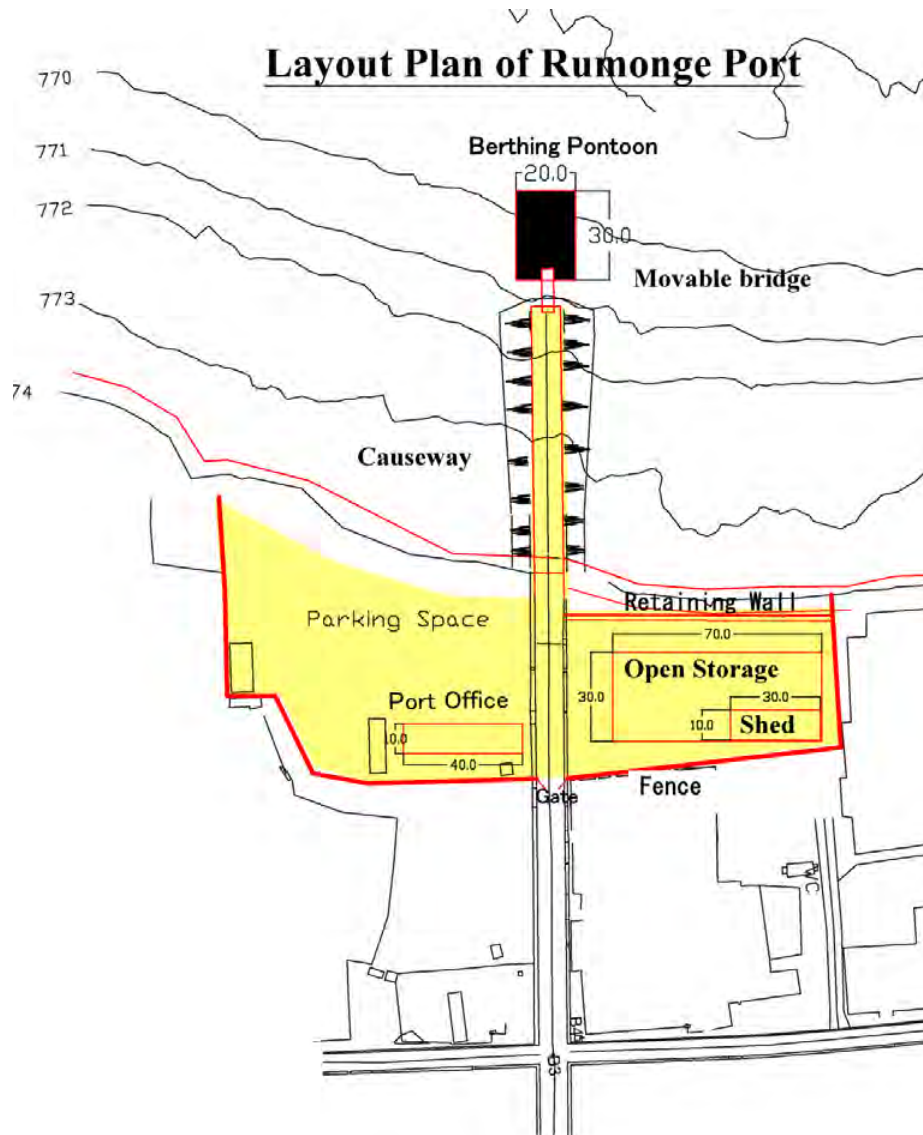 Layout Plan of Rumonge Port
770
Berthing Pontoon
20.0
771
772
30.0
Movable bridge
773
74
Causeway
Retaining Wall
Parking Space
70.0
Open Storage
30.0
30.0
Port Office
10.0
Shed
10.0
40.0
Gate
Fence